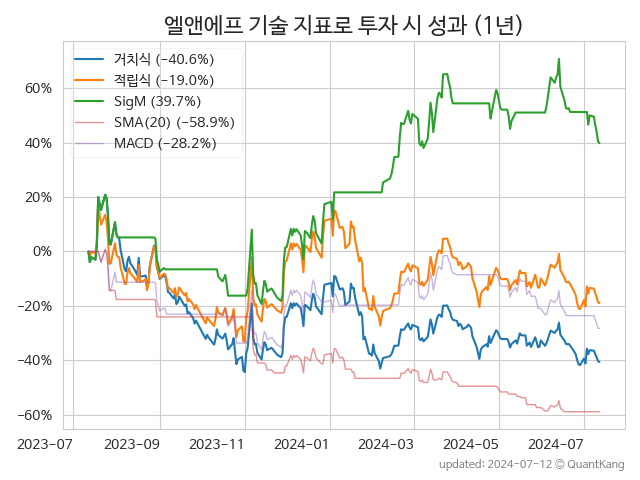 엘앤에프 기술 지표로 투자 시 성과 (1년)
거치식 (−40.6%)
적립식 (−19.0%)
SigM (39.7%)
SMA(20) (−58.9%)
MACD (−28.2%)
60%
40%
20%
0%
−20%
−40%
−60%
2023-07 2023-09 2023-11 2024-01 2024-03 2024-05 2024-07
updated: 2024-07-12 © QuantKang